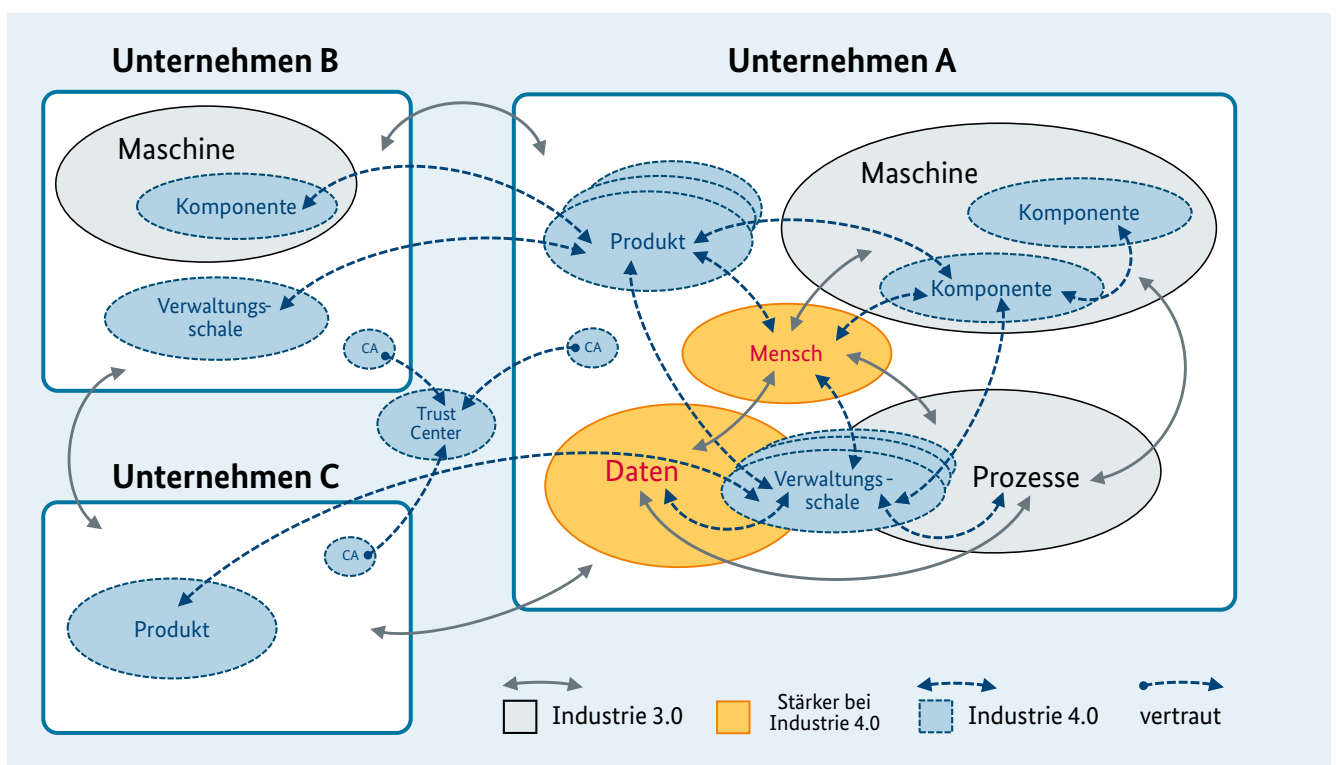 Unternehmen B
Unternehmen A
Maschine
Komponente
Verwaltungs-
schale
CA
Trust
Center
CA
Produkt
Maschine
Komponente
Komponente
Mensch
Daten
Verwaltungs-
schale
Prozesse
Unternehmen C
CA
Produkt
Industrie 3.0
Stärker bei
Industrie 4.0
Industrie 4.0
vertraut